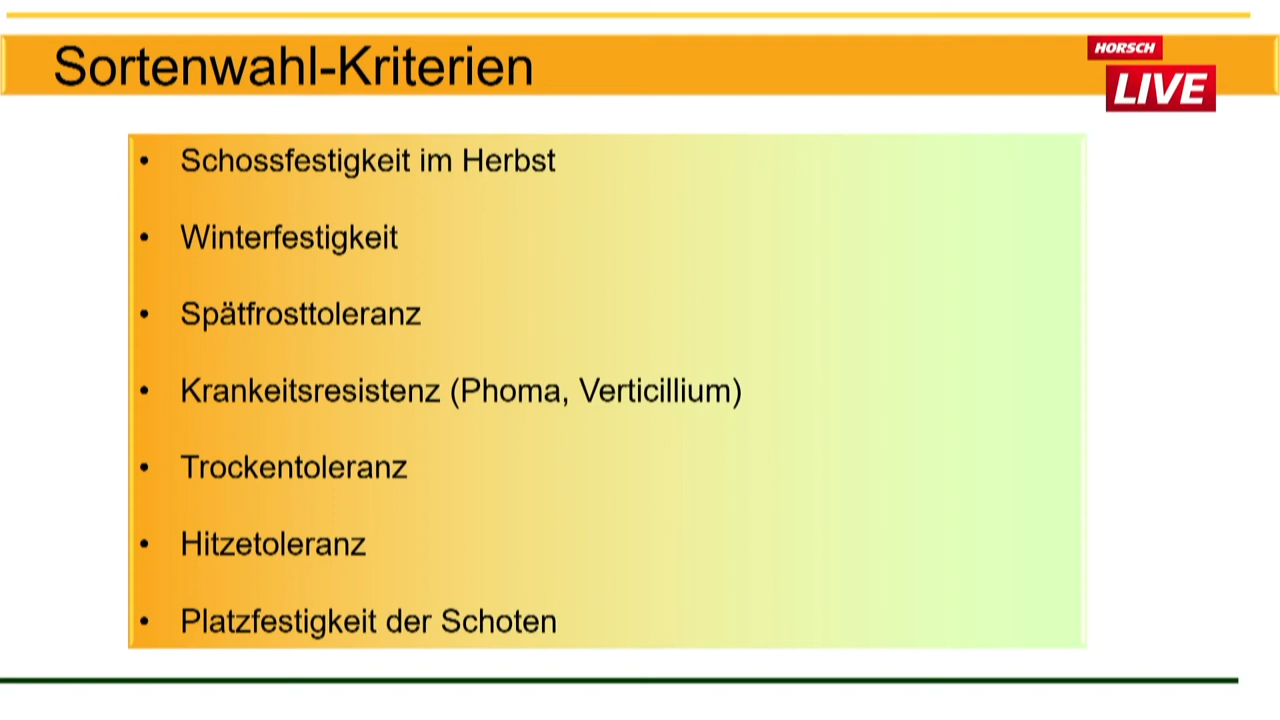 Sortenwahl-Kriterien
HORSCH
LIVE
• Schossfestigkeit im Herbst
• Winterfestigkeit
• Spätfrosttoleranz
• Krankeitsresistenz (Phoma, Verticillium)
• Trockentoleranz
• Hitzetoleranz
• Platzfestigkeit der Schoten